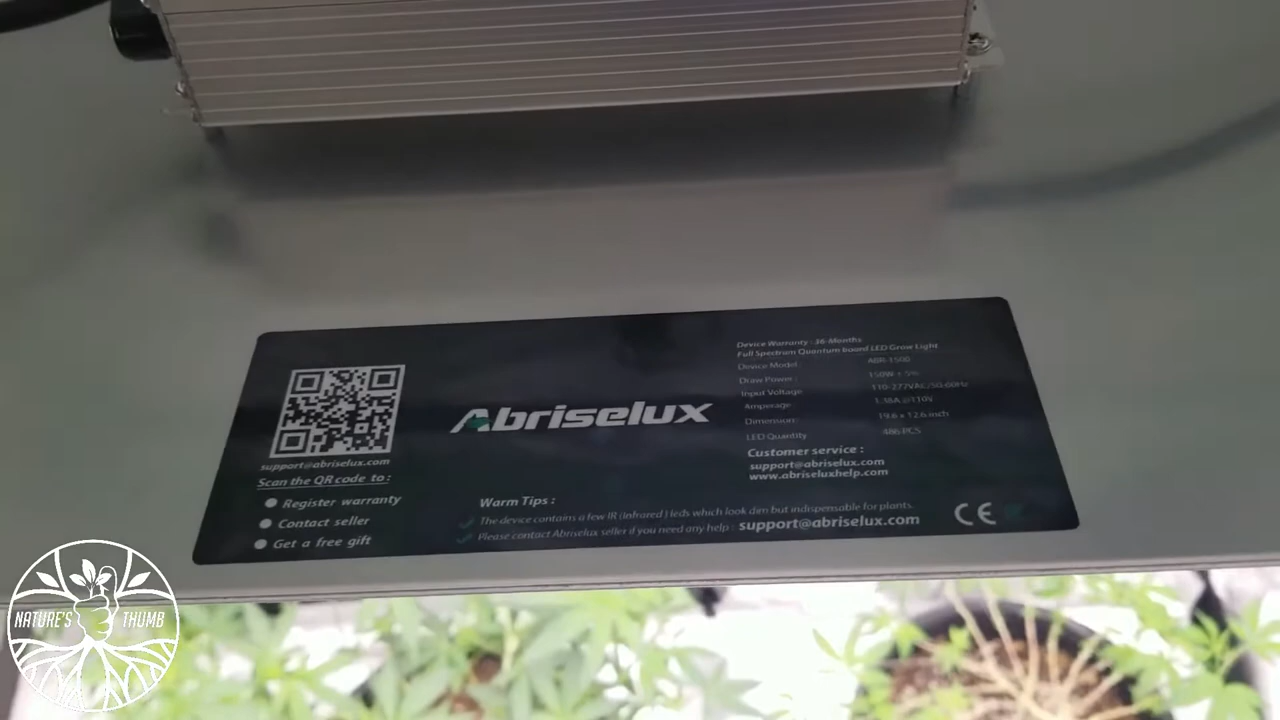 Device Warranty : 36-Months
Full Spectrum Quantum board LED Grow Light
Device Model: ABR-1500
Draw Power : 150W ± 5%
Input Voltage: 110-277VAC/50-60Hz
Amperage: 1.36A @110V
Dimension: 19.6 x 12.6 inch
LED Quantity 486 PCS
Abriselux
Customer service :
support@abriselux.com
www.abriseluxhelp.com
support@abriselux.com
Scan the QR code to:
Register warranty
Contact seller
Get a free gift
Warm Tips :
The device contains a few IR (Infrared) leds which look dim but indispensable for plants.
Please contact Abriselux seller if you need any help : support@abriselux.com
CE
NATURE'S THUMB